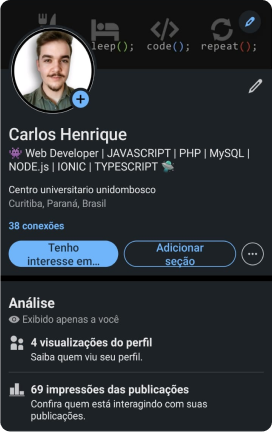 leep(); code(); repeat();
Carlos Henrique
👾 Web Developer | JAVASCRIPT | PHP | MySQL |
NODE.js | IONIC | TYPESCRIPT 🛸
Centro universitario unidombosco
Curitiba, Paraná, Brasil
38 conexões
Tenho
interesse em...
Adicionar
seção
Análise
Exibido apenas a você
4 visualizações do perfil
Saiba quem viu seu perfil.
69 impressões das publicações
Confira quem está interagindo com suas
publicações.